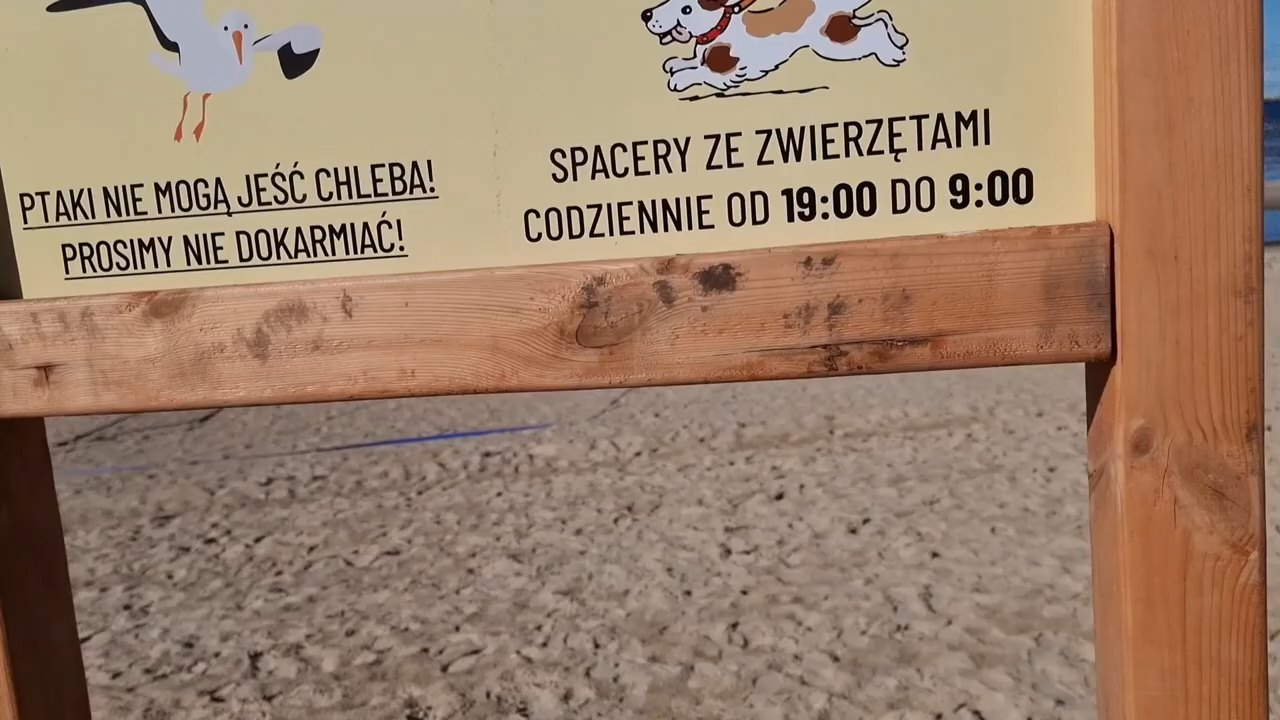 PTAKI NIE MOGĄ JEŚĆ CHLEBA!
PROSIMY NIE DOKARMIAĆ!
SPACERY ZE ZWIERZĘTAMI
CODZIENNIE OD 19:00 DO 9:00